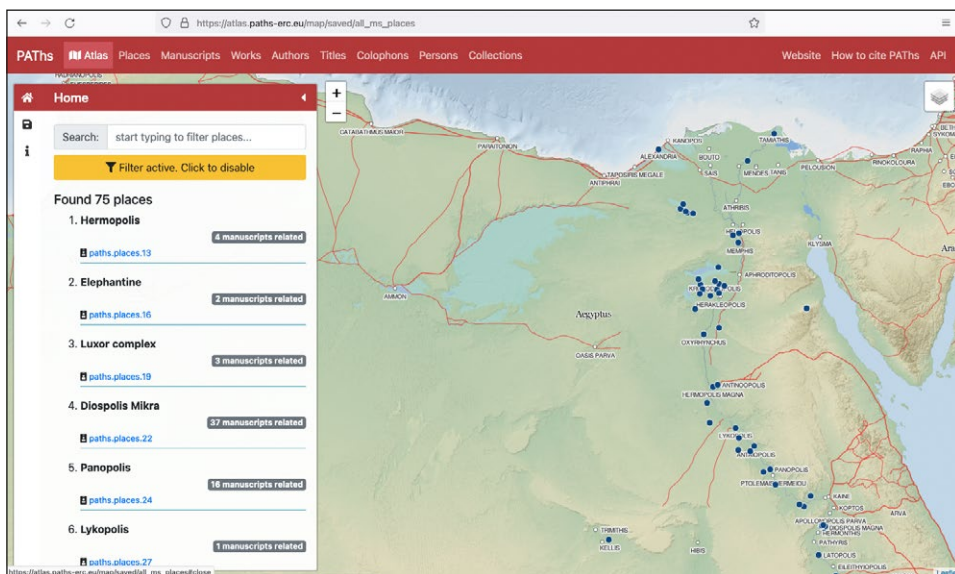 https://atlas.paths-erc.eu/map/saved/all_ms_places
PAThs Atlas Places Manuscripts Works Authors Titles Colophons Persons Collections Website How to cite PAThs API
Home
Search: start typing to filter places...
Filter active. Click to disable
Found 75 places
1. Hermopolis
4 manuscripts related
paths.places.13
2. Elephantine
2 manuscripts related
paths.places.16
3. Luxor complex
3 manuscripts related
paths.places.19
4. Diospolis Mikra
37 manuscripts related
paths.places.22
5. Panopolis
16 manuscripts related
paths.places.24
6. Lykopolis
1 manuscripts related
paths.places.27
https://atlas.paths-erc.eu/map/saved/all_ms_places#close
+
−
CATABATHMUS MAIOR
PARAITONION
ANTIPHRAI
TAPOSIRIS MEGALE
ALEXANDRIA
KANOPOS
BOUTO
SAIS
TAMIATHIS
MENDES
TANIS
PELOUSION
RINOKOLOURA
RAPHIA
ATHRIBIS
MEMPHIS
KLYSMA
APHRODITOPOLIS
HERAKLEOPOLIS
AMMON
Aegyptus
OASIS PARVA
OXYRHYNCHUS
ANTINOOPOLIS
HERMOPOLIS MAGNA
PANOPOLIS
KAINI
KOPTOS
ARVA
APOLLONOPOLIS PARVA
DIOSPOLIS MAGNA
HERMONTHIS
PATHYRIS
LATOPOLIS
EILEITHYIOPOLIS
TRIMITHIS
KELLIS
HIBIS